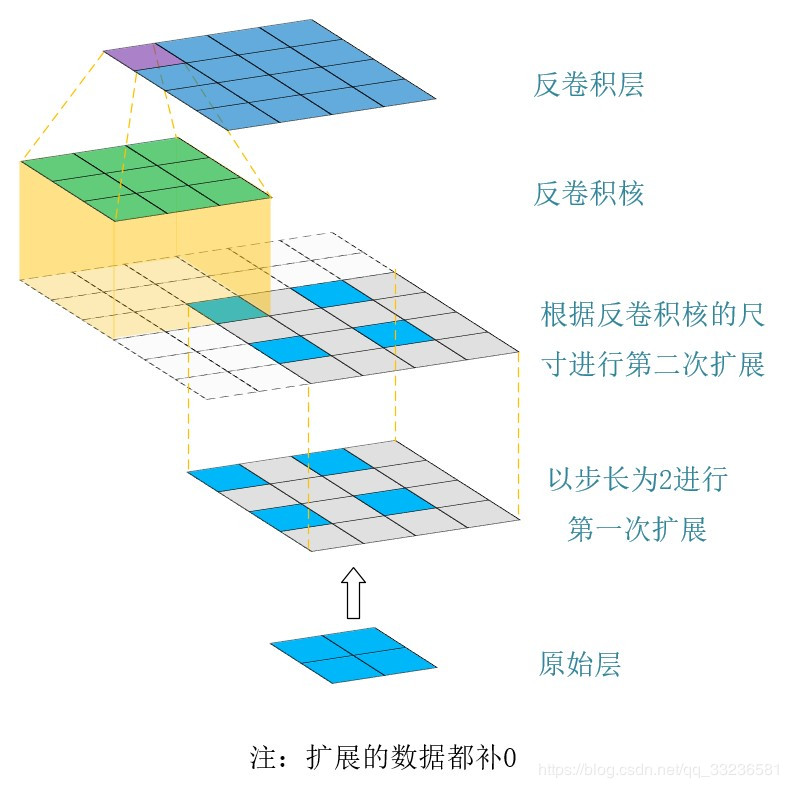 反卷积层
反卷积核
根据反卷积核的尺
寸进行第二次扩展
以步长为2进行
第一次扩展
原始层
注：扩展的数据都补0
https://blog.csdn.net/qq_33236581